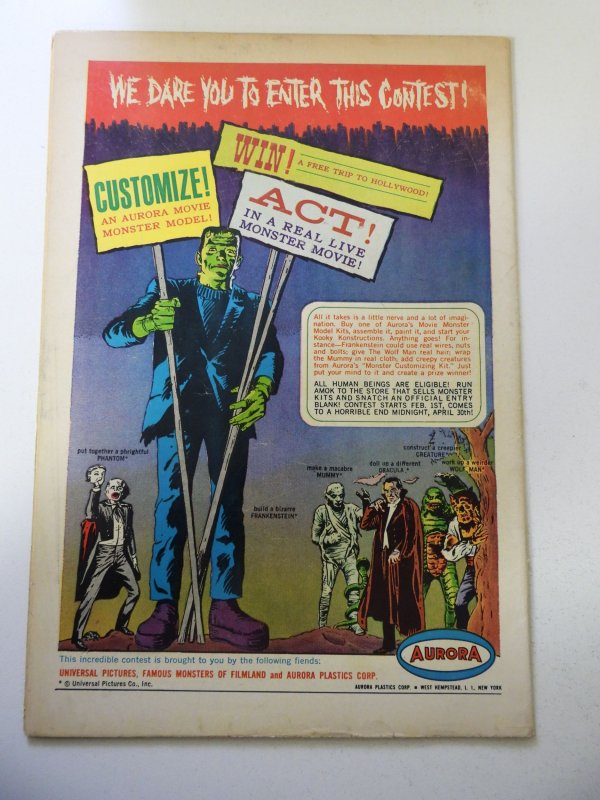 WE DARE YOU TO ENTER THIS CONTEST!
CUSTOMIZE!
AN AURORA MOVIE
MONSTER MODEL!
WIN! A FREE TRIP TO HOLLYWOOD!
ACT!
IN A REAL LIVE
MONSTER MOVIE!
All it takes is a little nerve and a lot of imagi-
nation. Buy one of Aurora's Movie Monster
Model Kits, assemble it, paint it, and start your
Kooky Konstructions. Anything goes! For in-
stance—Frankenstein could use real wires, nuts
and bolts; give The Wolf Man real hair; wrap
the Mummy in real cloth; add creepy creatures
from Aurora's "Monster Customizing Kit." Just
put your mind to it and create a prize winner!
ALL HUMAN BEINGS ARE ELIGIBLE! RUN
AMOK TO THE STORE THAT SELLS MONSTER
KITS AND SNATCH AN OFFICIAL ENTRY
BLANK! CONTEST STARTS FEB. 1ST, COMES
TO A HORRIBLE END MIDNIGHT, APRIL 30th!
put together a phrightful
PHANTOM*
build a bizarre
FRANKENSTEIN*
make a macabre
MUMMY*
doll up a different
DRACULA*
construct a creepier
CREATURE*
work up a weirder
WOLF MAN*
AURORA
This incredible contest is brought to you by the following fiends:
UNIVERSAL PICTURES, FAMOUS MONSTERS OF FILMLAND and AURORA PLASTICS CORP.
* © Universal Pictures Co., Inc.
AURORA PLASTICS CORP. • WEST HEMPSTEAD, L. I., NEW YORK